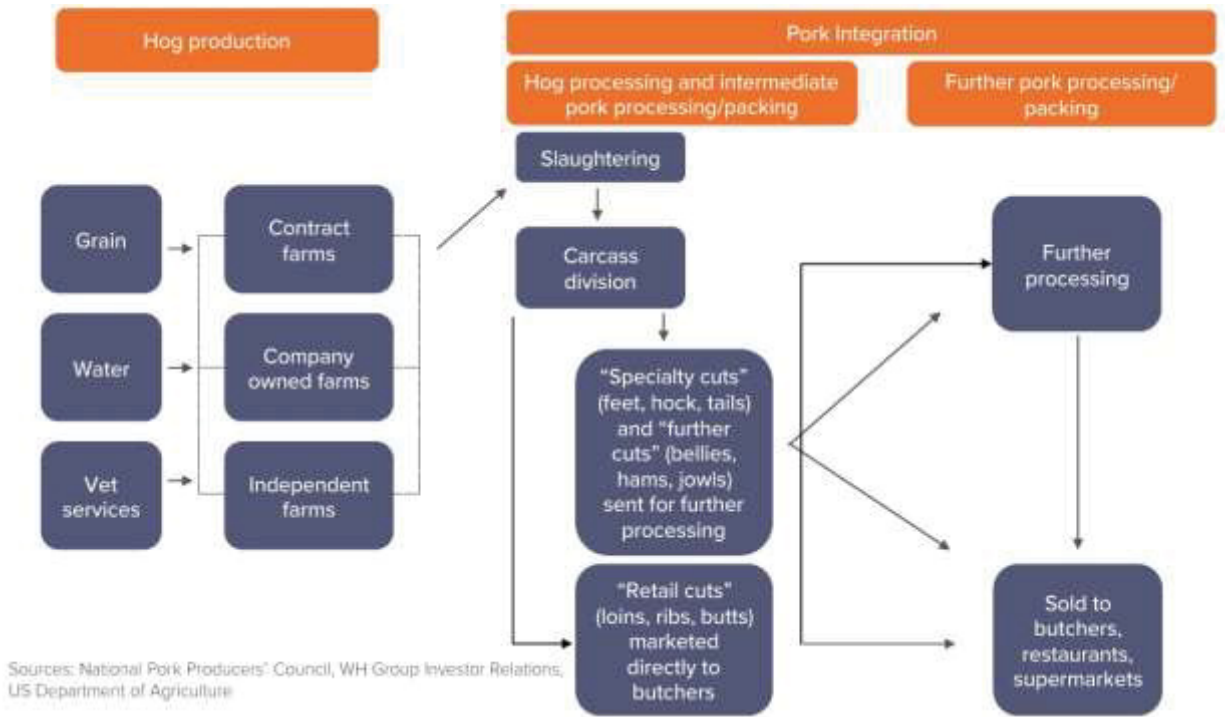 Hog production
Pork Integration
Hog processing and intermediate
pork processing/packing
Further pork processing/
packing
Slaughtering
Grain
Contract
farms
Carcass
division
Further
processing
Water
Company
owned farms
"Specialty cuts"
(feet, hock, tails)
and "further
cuts" (bellies,
hams, jowls)
sent for further
processing
Vet
services
Independent
farms
"Retail cuts"
(loins, ribs, butts)
marketed
directly to
butchers
Sold to
butchers,
restaurants,
supermarkets
Sources: National Pork Producers' Council, WH Group Investor Relations,
US Department of Agriculture